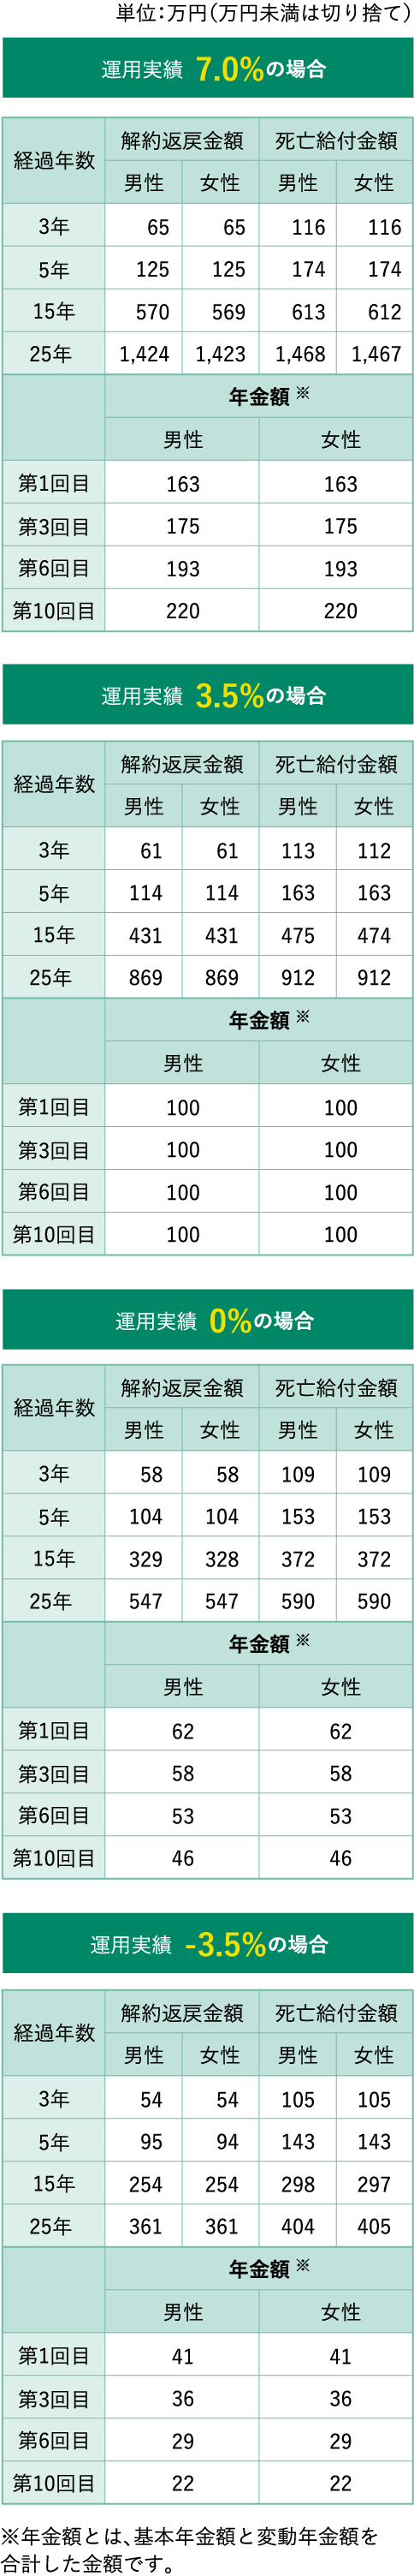 単位：万円（万円未満は切り捨て）
運用実績 7.0%の場合
経過年数 解約返戻金額 死亡給付金額
男性 女性 男性 女性
3年 65 65 116 116
5年 125 125 174 174
15年 570 569 613 612
25年 1,424 1,423 1,468 1,467
年金額※
男性 女性
第1回目 163 163
第3回目 175 175
第6回目 193 193
第10回目 220 220
運用実績 3.5%の場合
経過年数 解約返戻金額 死亡給付金額
男性 女性 男性 女性
3年 61 61 113 112
5年 114 114 163 163
15年 431 431 475 474
25年 869 869 912 912
年金額※
男性 女性
第1回目 100 100
第3回目 100 100
第6回目 100 100
第10回目 100 100
運用実績 0%の場合
経過年数 解約返戻金額 死亡給付金額
男性 女性 男性 女性
3年 58 58 109 109
5年 104 104 153 153
15年 329 328 372 372
25年 547 547 590 590
年金額※
男性 女性
第1回目 62 62
第3回目 58 58
第6回目 53 53
第10回目 46 46
運用実績 -3.5%の場合
経過年数 解約返戻金額 死亡給付金額
男性 女性 男性 女性
3年 54 54 105 105
5年 95 94 143 143
15年 254 254 298 297
25年 361 361 404 405
年金額※
男性 女性
第1回目 41 41
第3回目 36 36
第6回目 29 29
第10回目 22 22
※年金額とは、基本年金額と変動年金額を
合計した金額です。